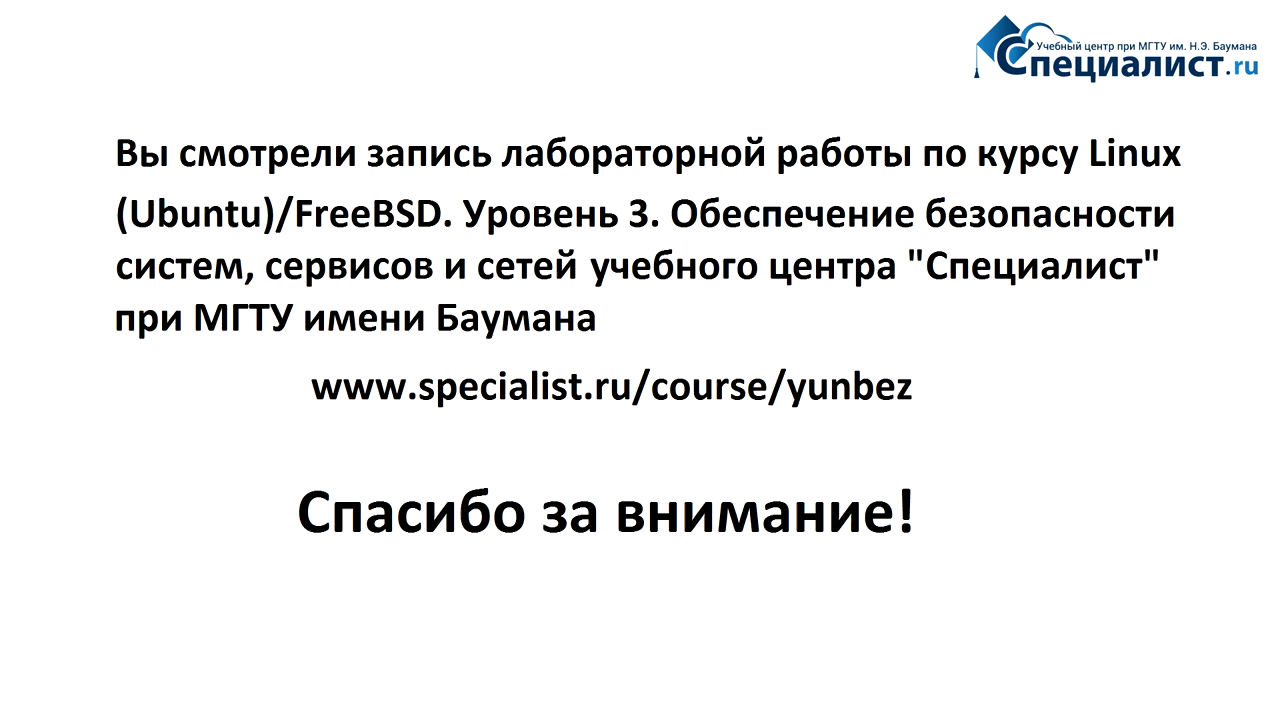 Учебный центр при МГТУ им. Н.Э. Баумана
Специалист.ru
Вы смотрели запись лабораторной работы по курсу Linux
(Ubuntu)/FreeBSD. Уровень 3. Обеспечение безопасности
систем, сервисов и сетей учебного центра "Специалист"
при МГТУ имени Баумана
www.specialist.ru/course/yunbez
Спасибо за внимание!